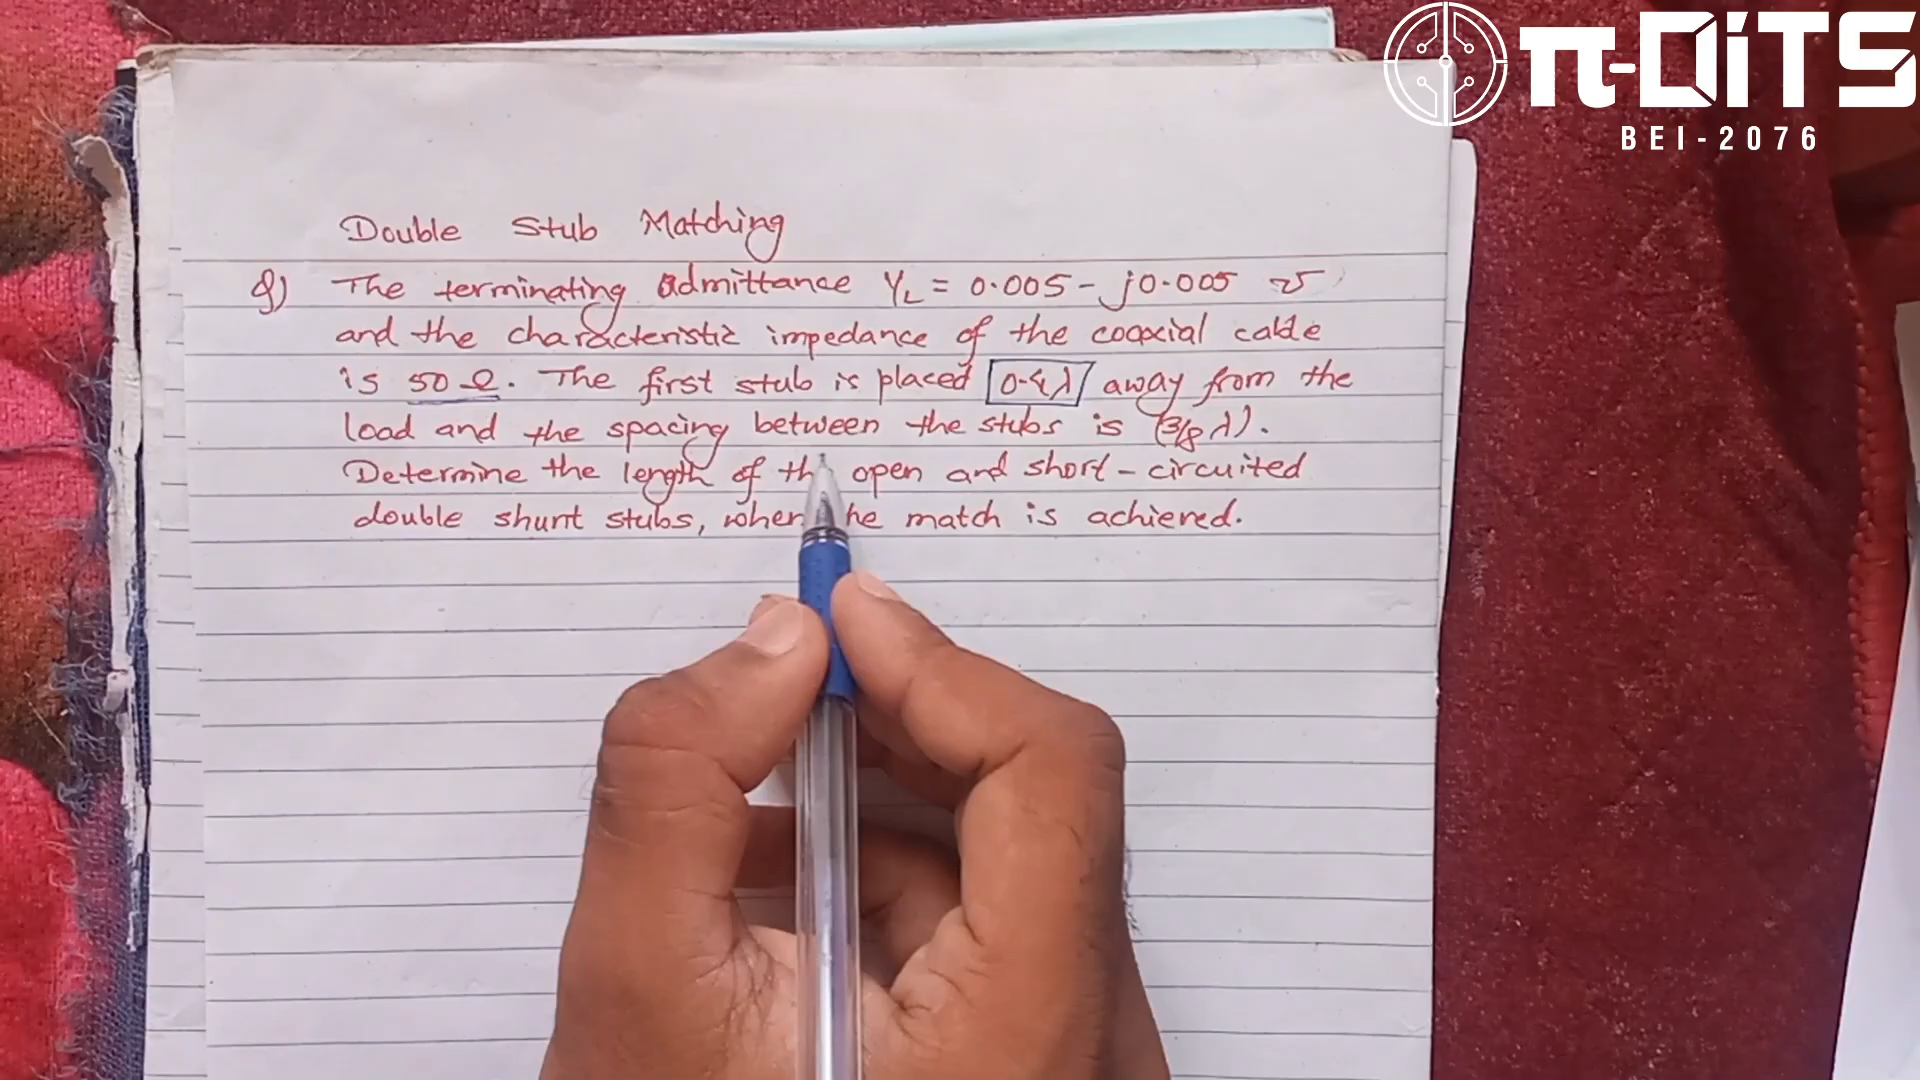 π-DiTS
BEI-2076
Double Stub Matching
Q) The terminating admittance Y_L = 0.005 - j0.005 ℧
and the characteristic impedance of the coaxial cable
is 50 Ω. The first stub is placed 0.4λ away from the
load and the spacing between the stubs is (3/8 λ).
Determine the length of th open and short-circuited
double shunt stubs, when he match is achieved.